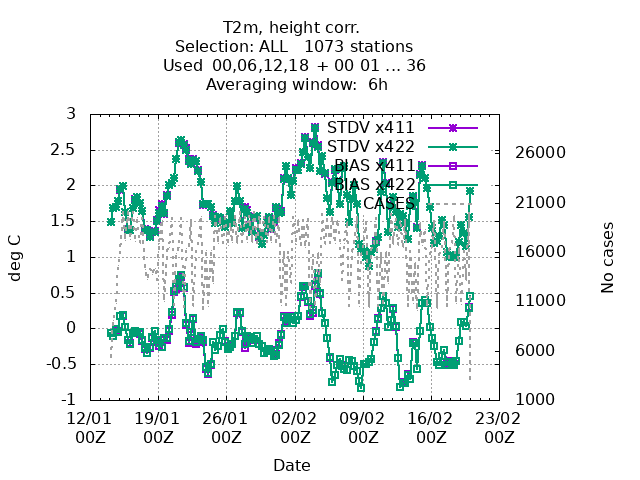 T2m, height corr.
Selection: ALL 1073 stations
Used 00,06,12,18 + 00 01 ... 36
Averaging window: 6h
STDV x411
STDV x422
BIAS x411
BIAS x422
CASES
3
2.5
2
1.5
1
0.5
0
-0.5
-1
deg C
26000
21000
16000
11000
6000
1000
No cases
12/01 19/01 26/01 02/02 09/02 16/02 23/02
00Z 00Z 00Z 00Z 00Z 00Z 00Z
Date